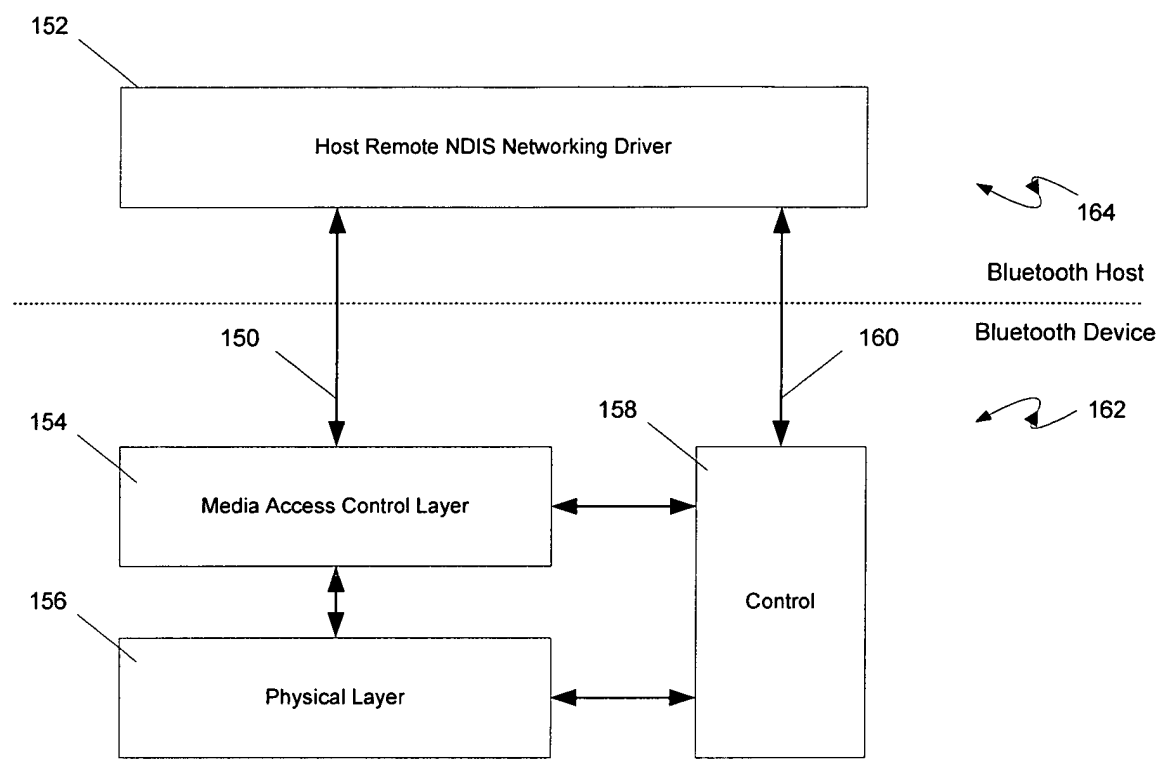 152
Host Remote NDIS Networking Driver
164
Bluetooth Host
Bluetooth Device
150
160
154
158
162
Media Access Control Layer
156
Control
Physical Layer